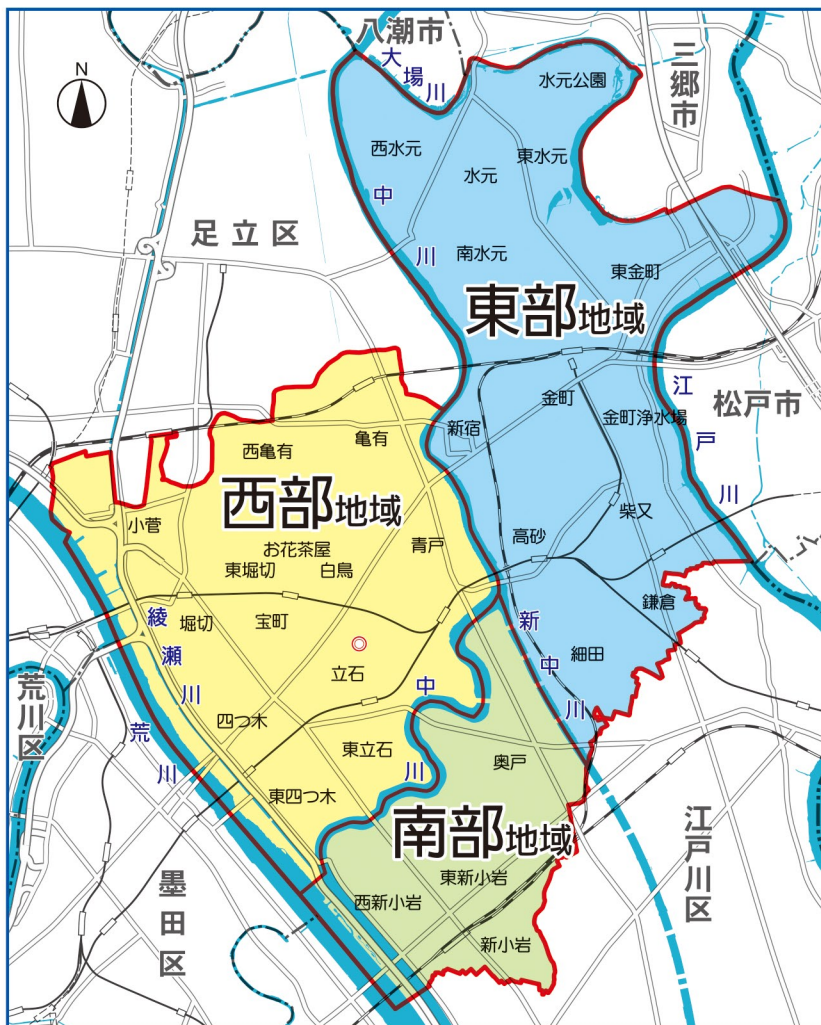 八潮市
大場川
三郷市
N
水元公園
西水元
水元
東水元
中川
足立区
南水元
東金町
東部地域
江戸川
松戸市
金町
金町浄水場
新宿
亀有
西亀有
西部地域
小菅
お花茶屋
青戸
東堀切
白鳥
高砂
柴又
鎌倉
綾瀬川
堀切
宝町
新中川
細田
立石
荒川区
荒川
四つ木
中川
東立石
奥戸
東四つ木
南部地域
江戸川区
墨田区
東新小岩
西新小岩
新小岩